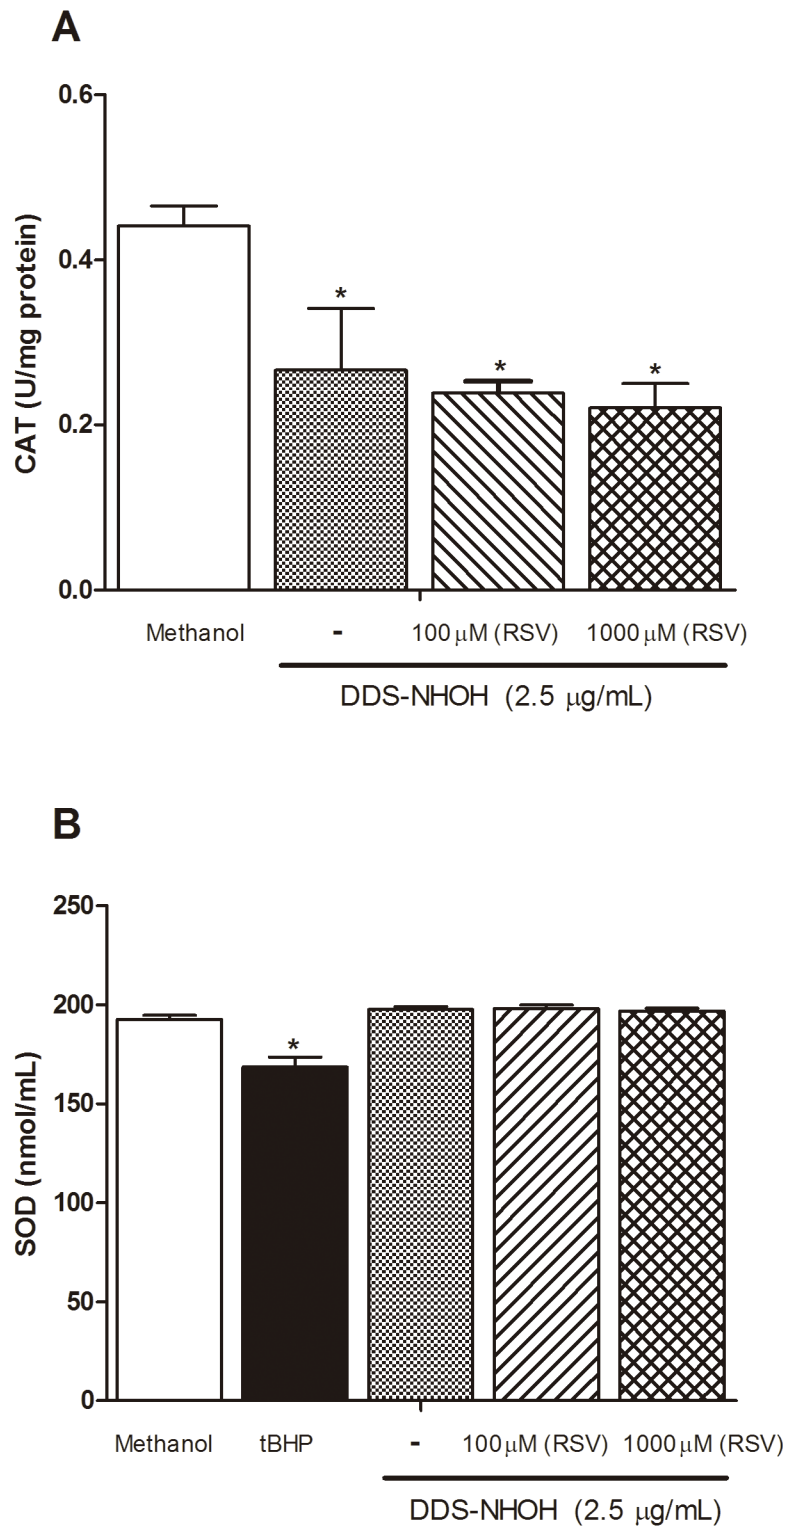 A
0.6
0.4
0.2
0.0
CAT (U/mg protein)
*
*
*
Methanol - 100 μM (RSV) 1000 μM (RSV)
DDS-NHOH (2.5 μg/mL)
B
250
200
150
100
50
0
SOD (nmol/mL)
*
Methanol tBHP - 100 μM (RSV) 1000 μM (RSV)
DDS-NHOH (2.5 μg/mL)